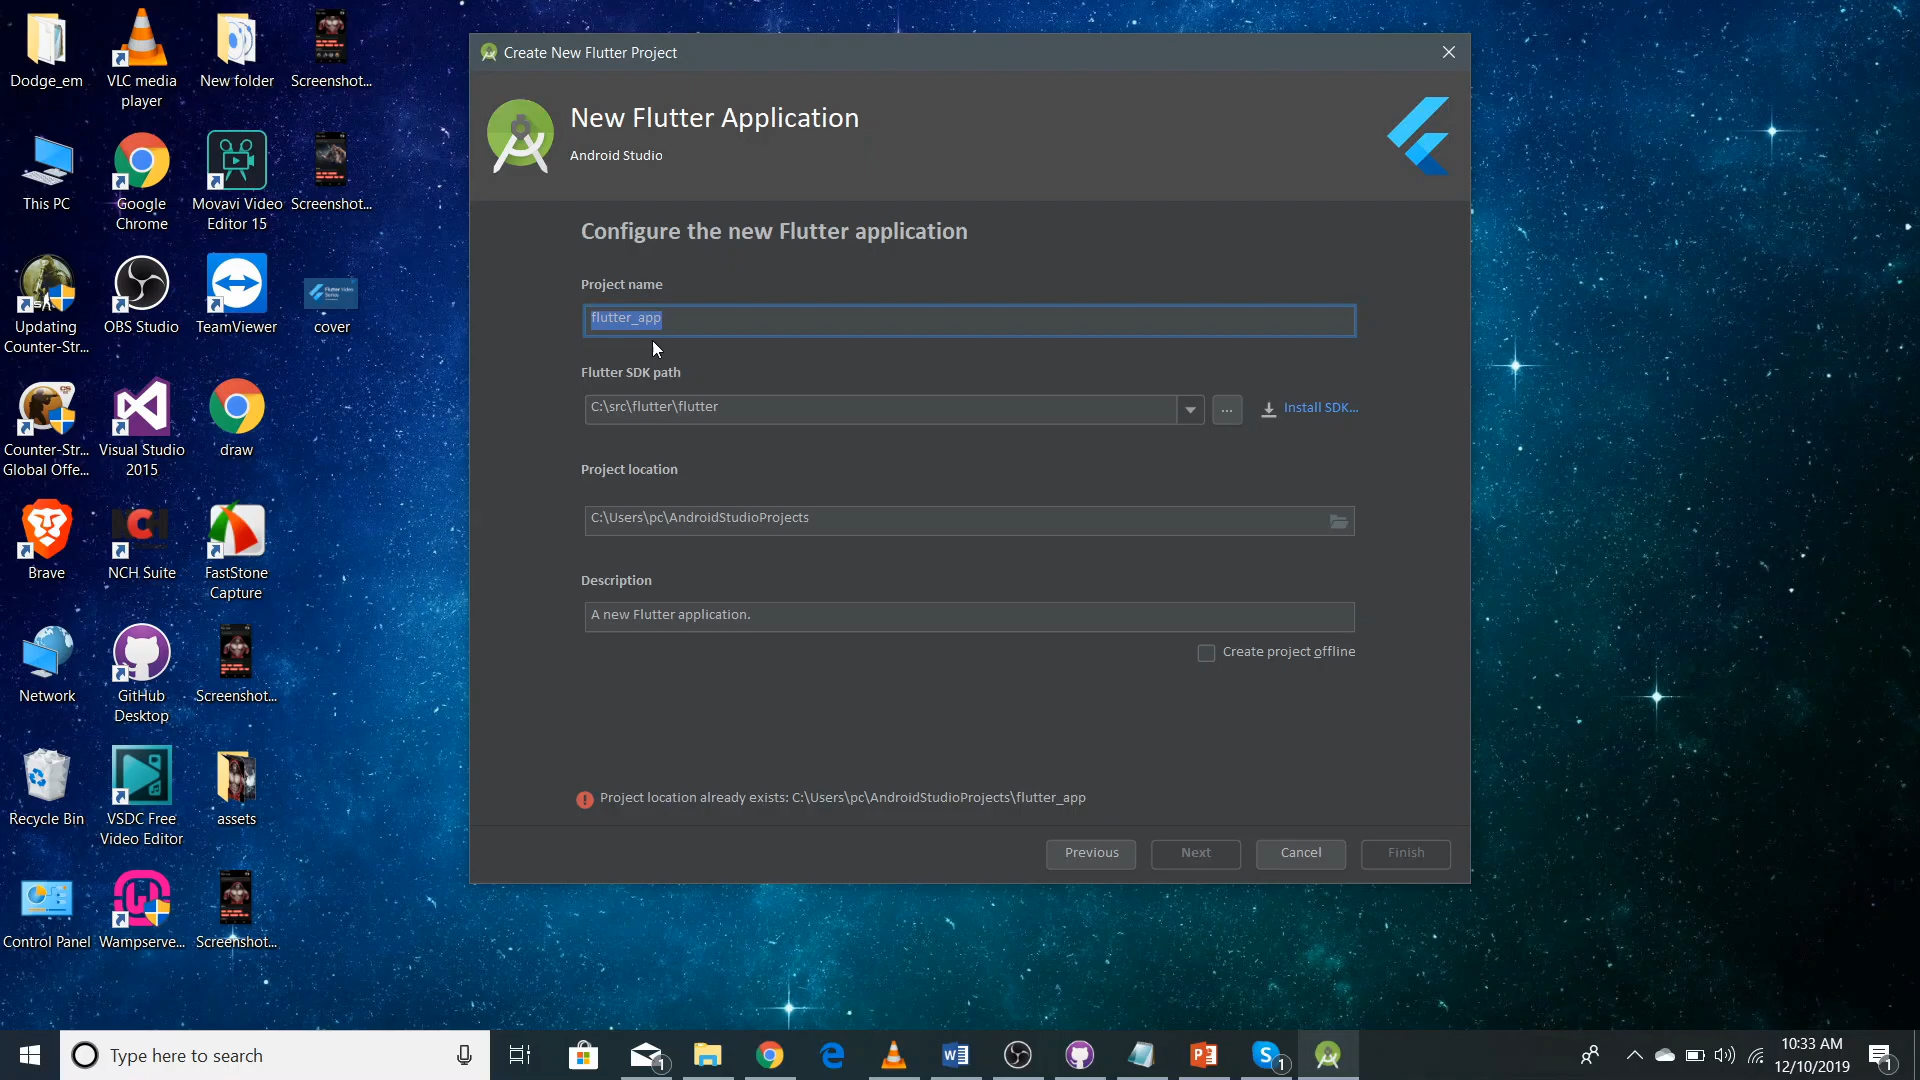 Dodge_em
VLC media
player
New folder
Screenshot...
This PC
Google
Chrome
Movavi Video
Editor 15
Screenshot...
Updating
Counter-Str...
OBS Studio
TeamViewer
cover
Counter-Str...
Global Offe...
Visual Studio
2015
draw
Brave
NCH Suite
FastStone
Capture
Network
GitHub
Desktop
Screenshot...
Recycle Bin
VSDC Free
Video Editor
assets
Control Panel
Wampserve...
Screenshot...
Create New Flutter Project
New Flutter Application
Android Studio
Configure the new Flutter application
Project name
flutter_app
Flutter SDK path
C:\src\flutter\flutter
...
Install SDK...
Project location
C:\Users\pc\AndroidStudioProjects
Description
A new Flutter application.
Create project offline
Project location already exists: C:\Users\pc\AndroidStudioProjects\flutter_app
Previous
Next
Cancel
Finish
Type here to search
1
1
10:33 AM
12/10/2019
1